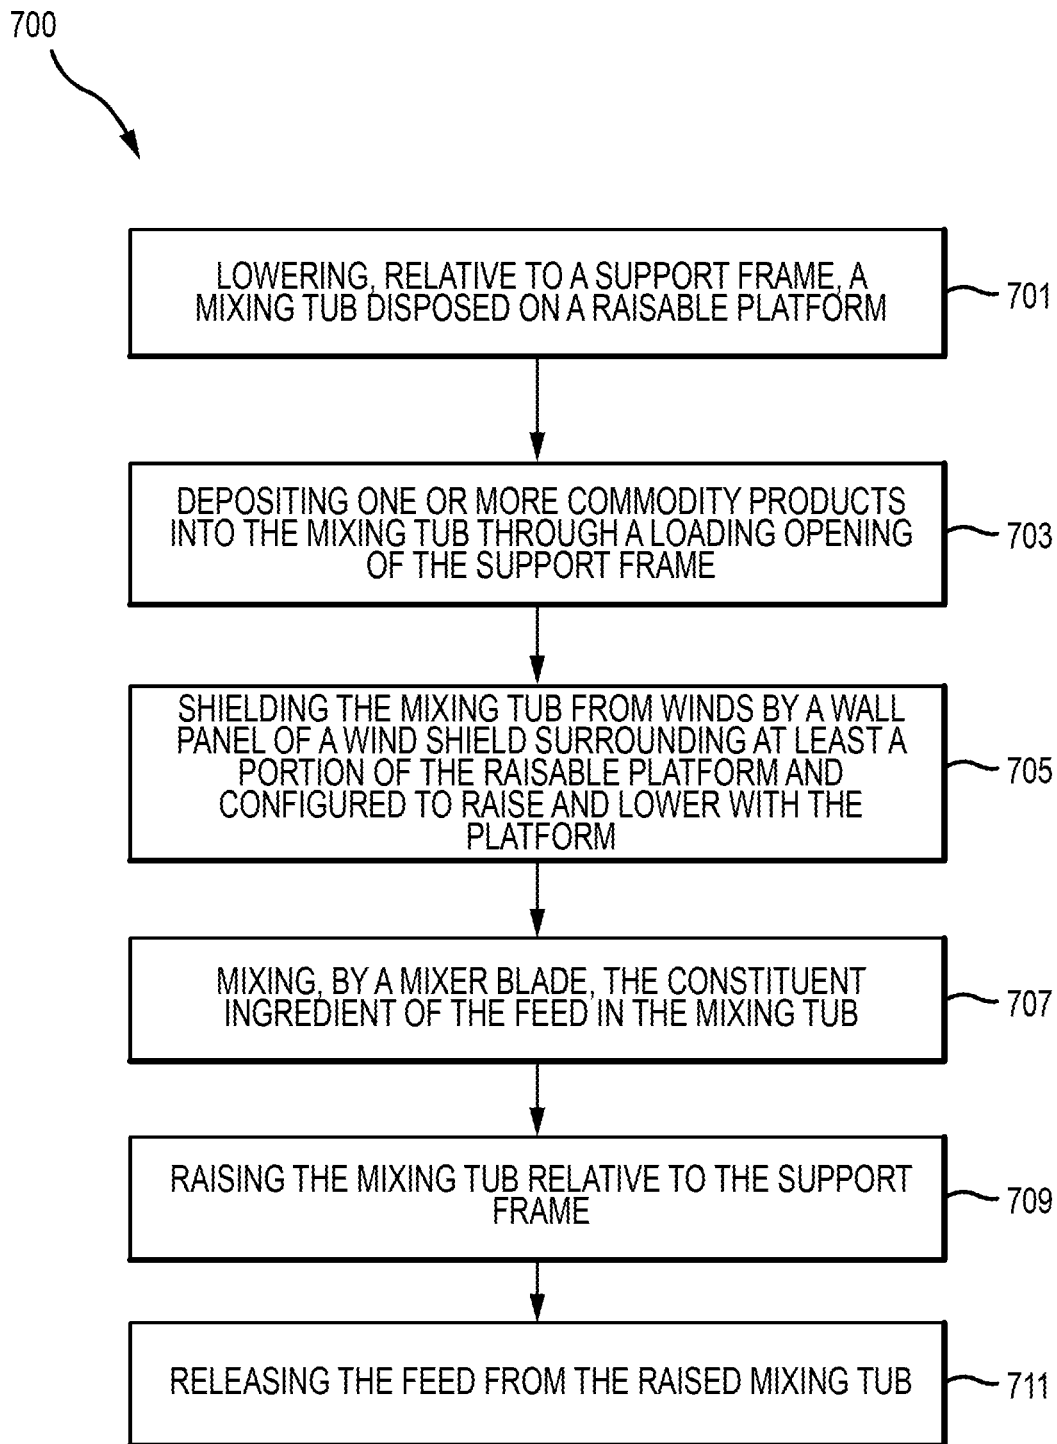 700
LOWERING, RELATIVE TO A SUPPORT FRAME, A
MIXING TUB DISPOSED ON A RAISABLE PLATFORM
701
DEPOSITING ONE OR MORE COMMODITY PRODUCTS
INTO THE MIXING TUB THROUGH A LOADING OPENING
OF THE SUPPORT FRAME
703
SHIELDING THE MIXING TUB FROM WINDS BY A WALL
PANEL OF A WIND SHIELD SURROUNDING AT LEAST A
PORTION OF THE RAISABLE PLATFORM AND
CONFIGURED TO RAISE AND LOWER WITH THE
PLATFORM
705
MIXING, BY A MIXER BLADE, THE CONSTITUENT
INGREDIENT OF THE FEED IN THE MIXING TUB
707
RAISING THE MIXING TUB RELATIVE TO THE SUPPORT
FRAME
709
RELEASING THE FEED FROM THE RAISED MIXING TUB
711